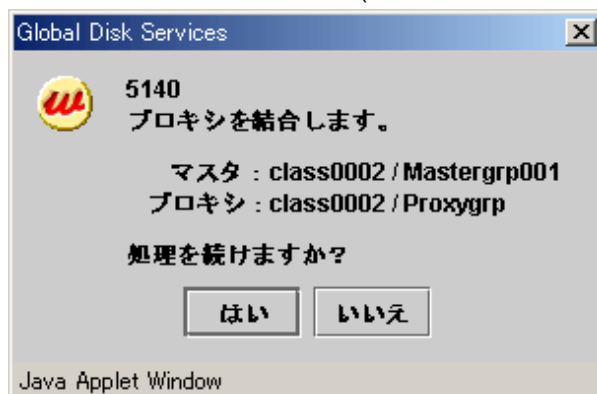 Global Disk Services
5140
プロキシを結合します。
マスタ : class0002 / Mastergrp001
プロキシ : class0002 / Proxygrp
処理を続けますか?
はい いいえ
Java Applet Window